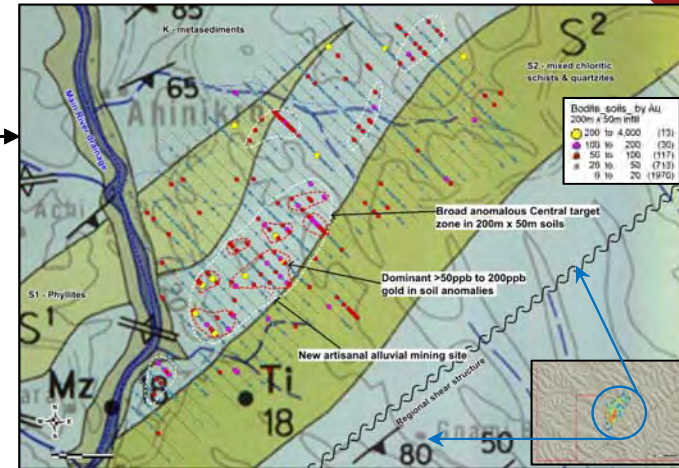 85
K - metasediments
S²
S2 - mixed chloritic
schists & quartzites
65
Ahinikro
Main River drainage
Bodite_soils_by Au
200m x 50m infill
200 to 4,000 (13)
100 to 200 (30)
50 to 100 (117)
20 to 50 (713)
0 to 20 (1970)
Broad anomalous Central target
zone in 200m x 50m soils
Dominant >50ppb to 200ppb
gold in soil anomalies
S1 - Phyllites
S¹
New artisanal alluvial mining site
Mz
B
Ti
18
Regional shear structure
80
50